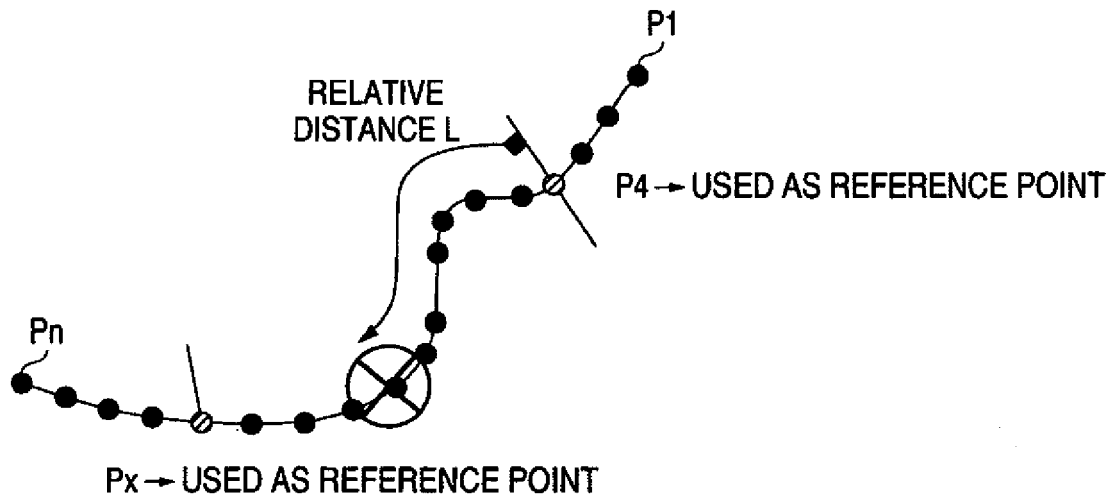 P1
RELATIVE
DISTANCE L
P4 → USED AS REFERENCE POINT
Pn
Px → USED AS REFERENCE POINT